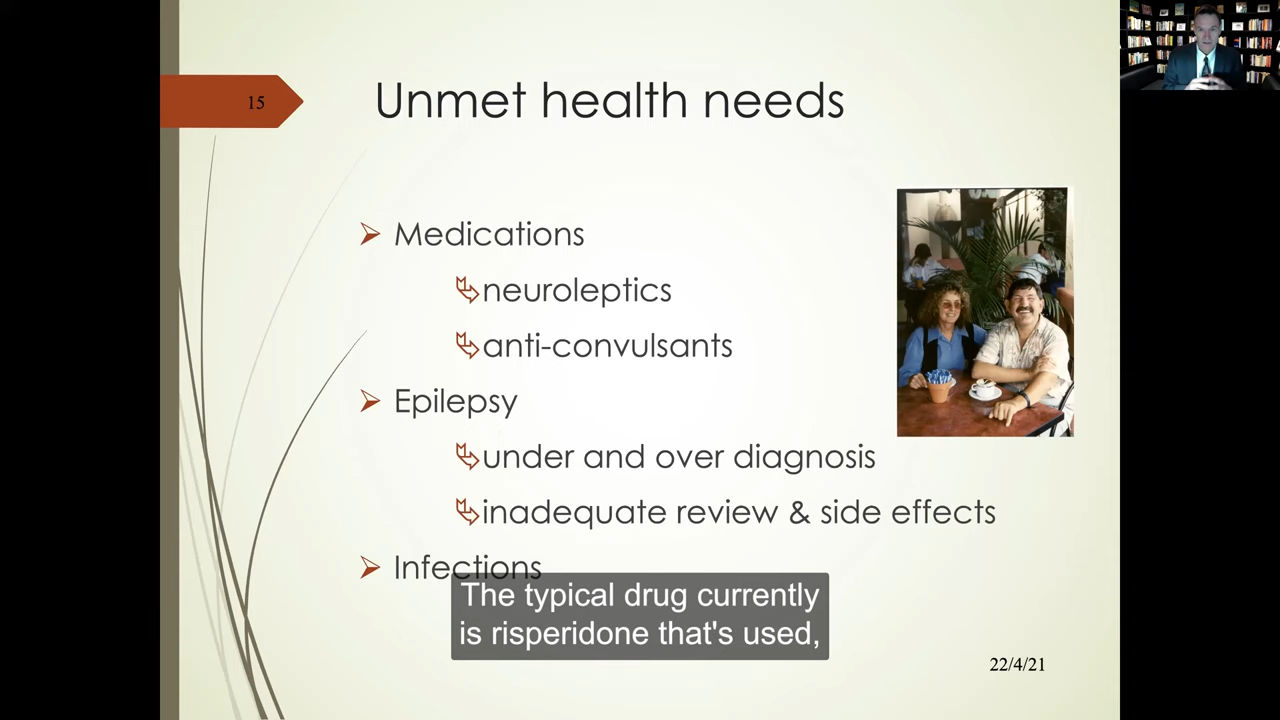 15
Unmet health needs
Medications
neuroleptics
anti-convulsants
Epilepsy
under and over diagnosis
inadequate review & side effects
Infections
The typical drug currently
is risperidone that's used,
22/4/21